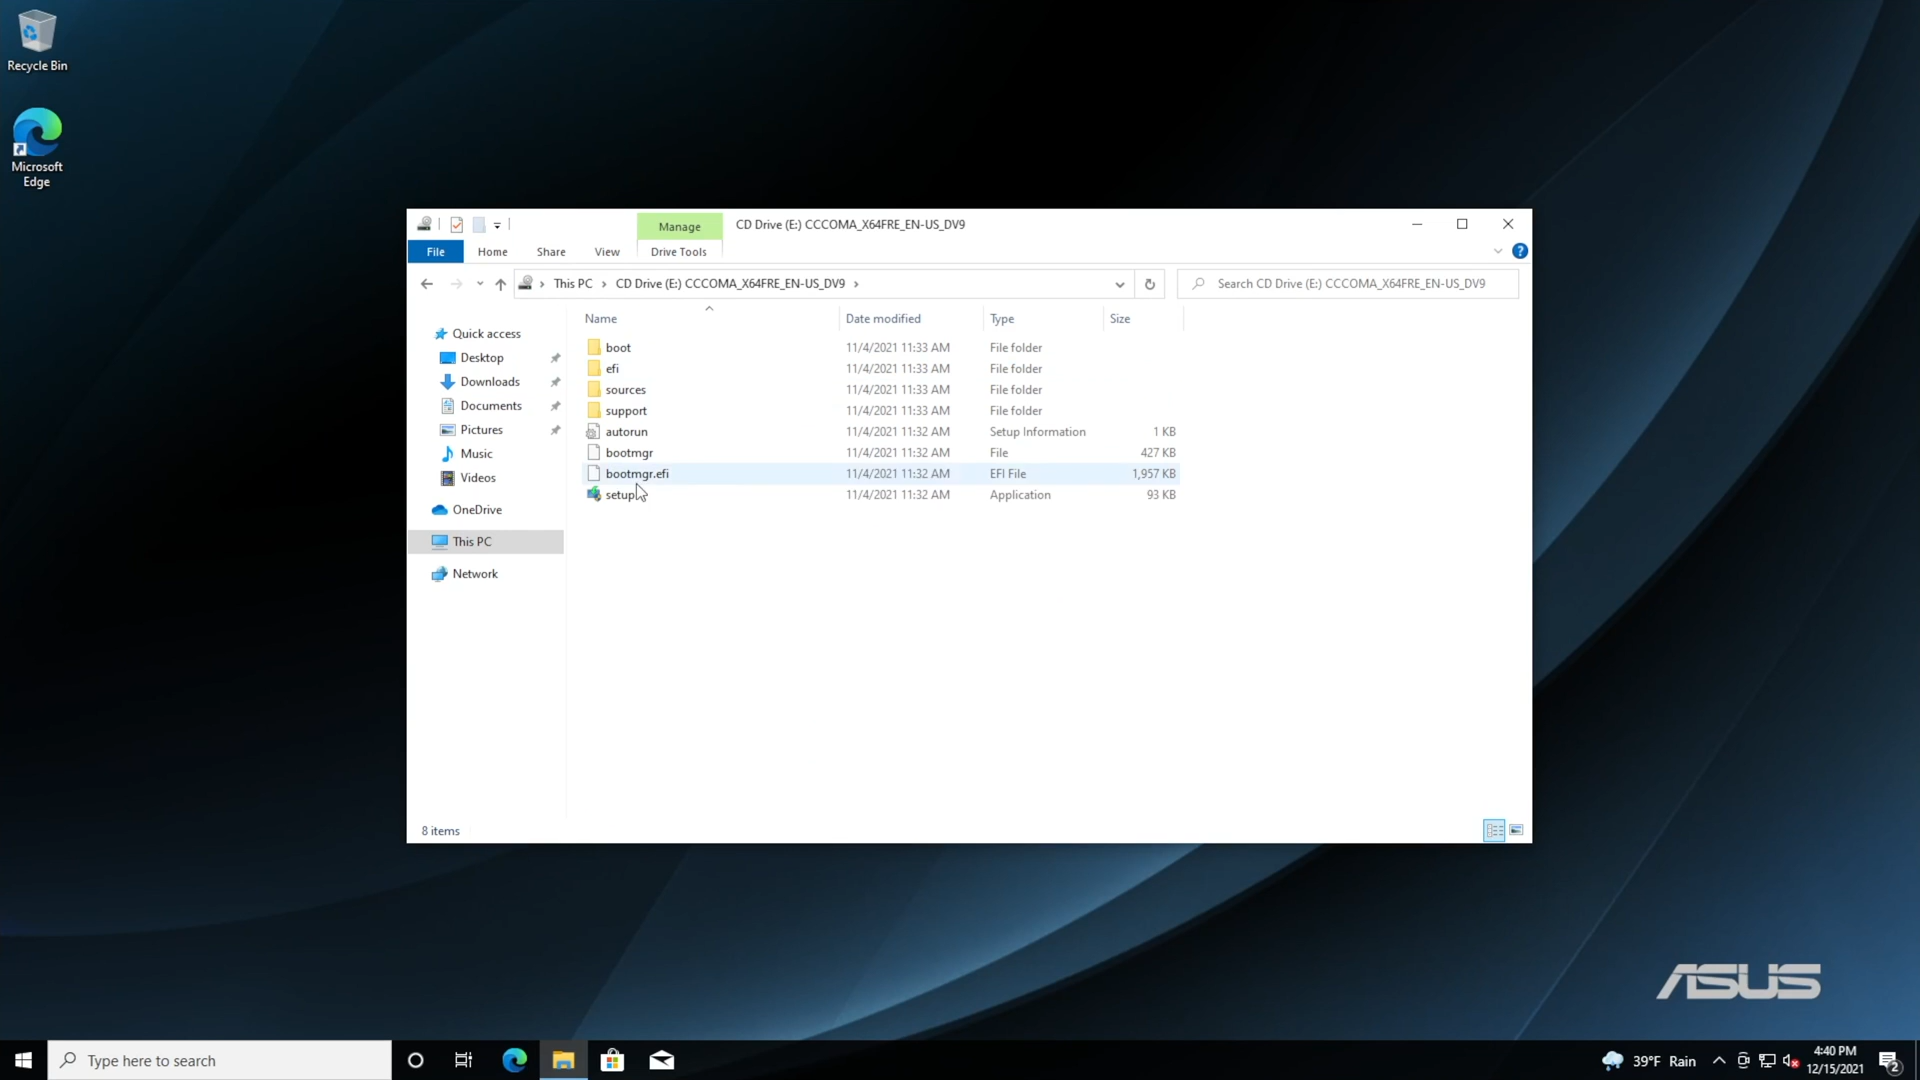 Recycle Bin
Microsoft
Edge
Manage
CD Drive (E:) CCCOMA_X64FRE_EN-US_DV9
File Home Share View Drive Tools
This PC CD Drive (E:) CCCOMA_X64FRE_EN-US_DV9
Search CD Drive (E:) CCCOMA_X64FRE_EN-US_DV9
Quick access
Desktop
Downloads
Documents
Pictures
Music
Videos
OneDrive
This PC
Network
Name Date modified Type Size
boot 11/4/2021 11:33 AM File folder
efi 11/4/2021 11:33 AM File folder
sources 11/4/2021 11:33 AM File folder
support 11/4/2021 11:33 AM File folder
autorun 11/4/2021 11:32 AM Setup Information 1 KB
bootmgr 11/4/2021 11:32 AM File 427 KB
bootmgr.efi 11/4/2021 11:32 AM EFI File 1,957 KB
setup 11/4/2021 11:32 AM Application 93 KB
8 items
ASUS
Type here to search
39°F Rain
4:40 PM
12/15/2021
2